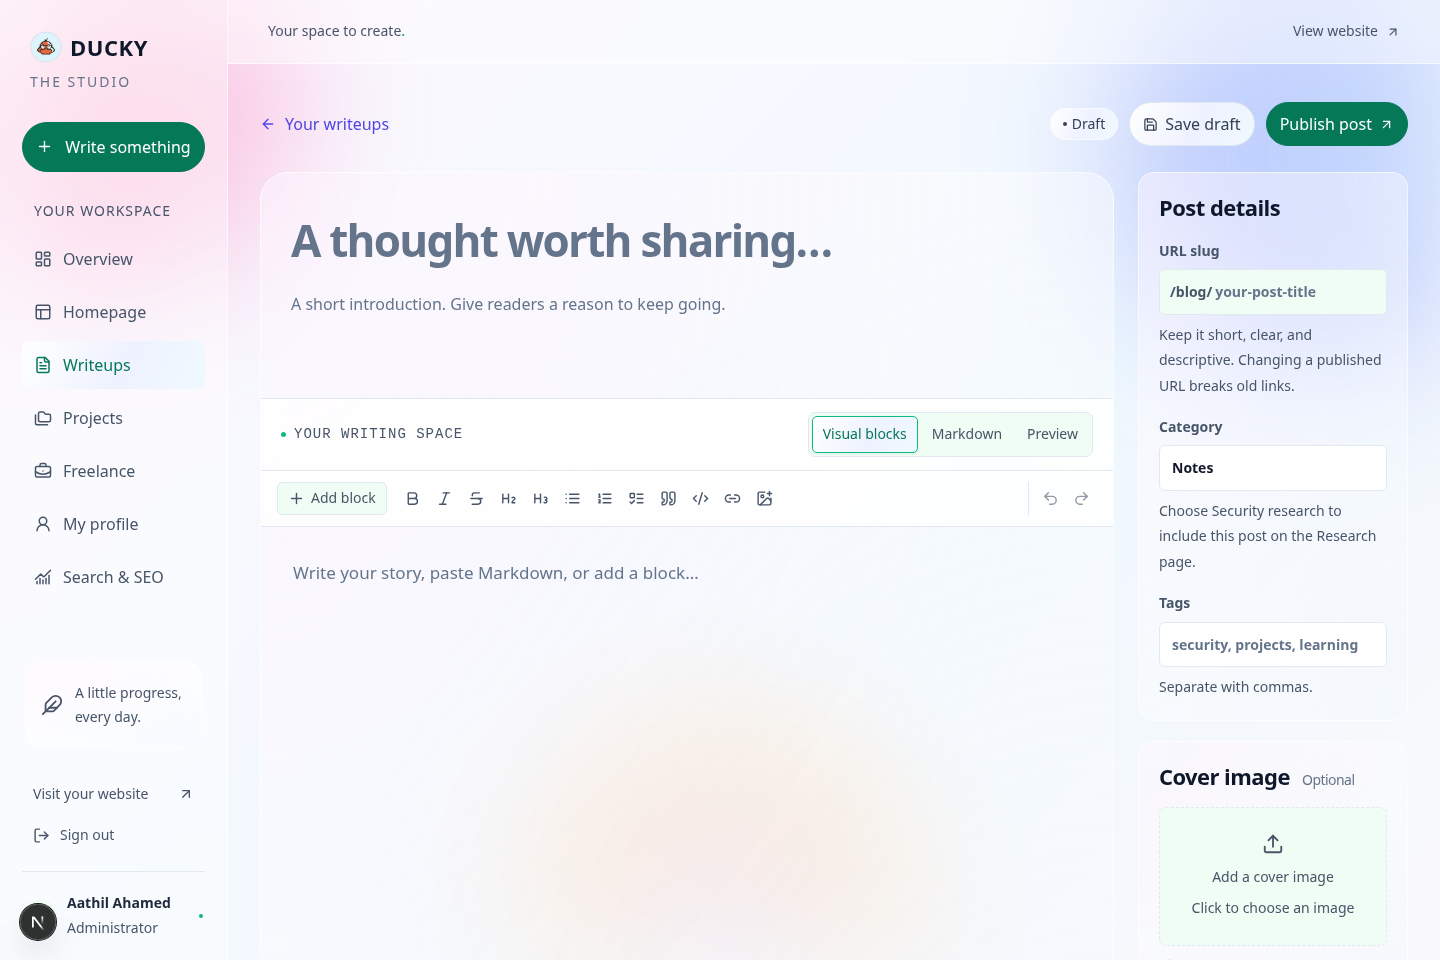 DUCKY
THE STUDIO
Write something
YOUR WORKSPACE
Overview
Homepage
Writeups
Projects
Freelance
My profile
Search & SEO
A little progress,
every day.
Visit your website
Sign out
Aathil Ahamed
Administrator
N
Your space to create.
View website
Your writeups
• Draft
Save draft
Publish post
A thought worth sharing...
A short introduction. Give readers a reason to keep going.
YOUR WRITING SPACE
Visual blocks
Markdown
Preview
Add block
H2
H3
Write your story, paste Markdown, or add a block...
Post details
URL slug
/blog/ your-post-title
Keep it short, clear, and
descriptive. Changing a published
URL breaks old links.
Category
Notes
Choose Security research to
include this post on the Research
page.
Tags
security, projects, learning
Separate with commas.
Cover image Optional
Add a cover image
Click to choose an image